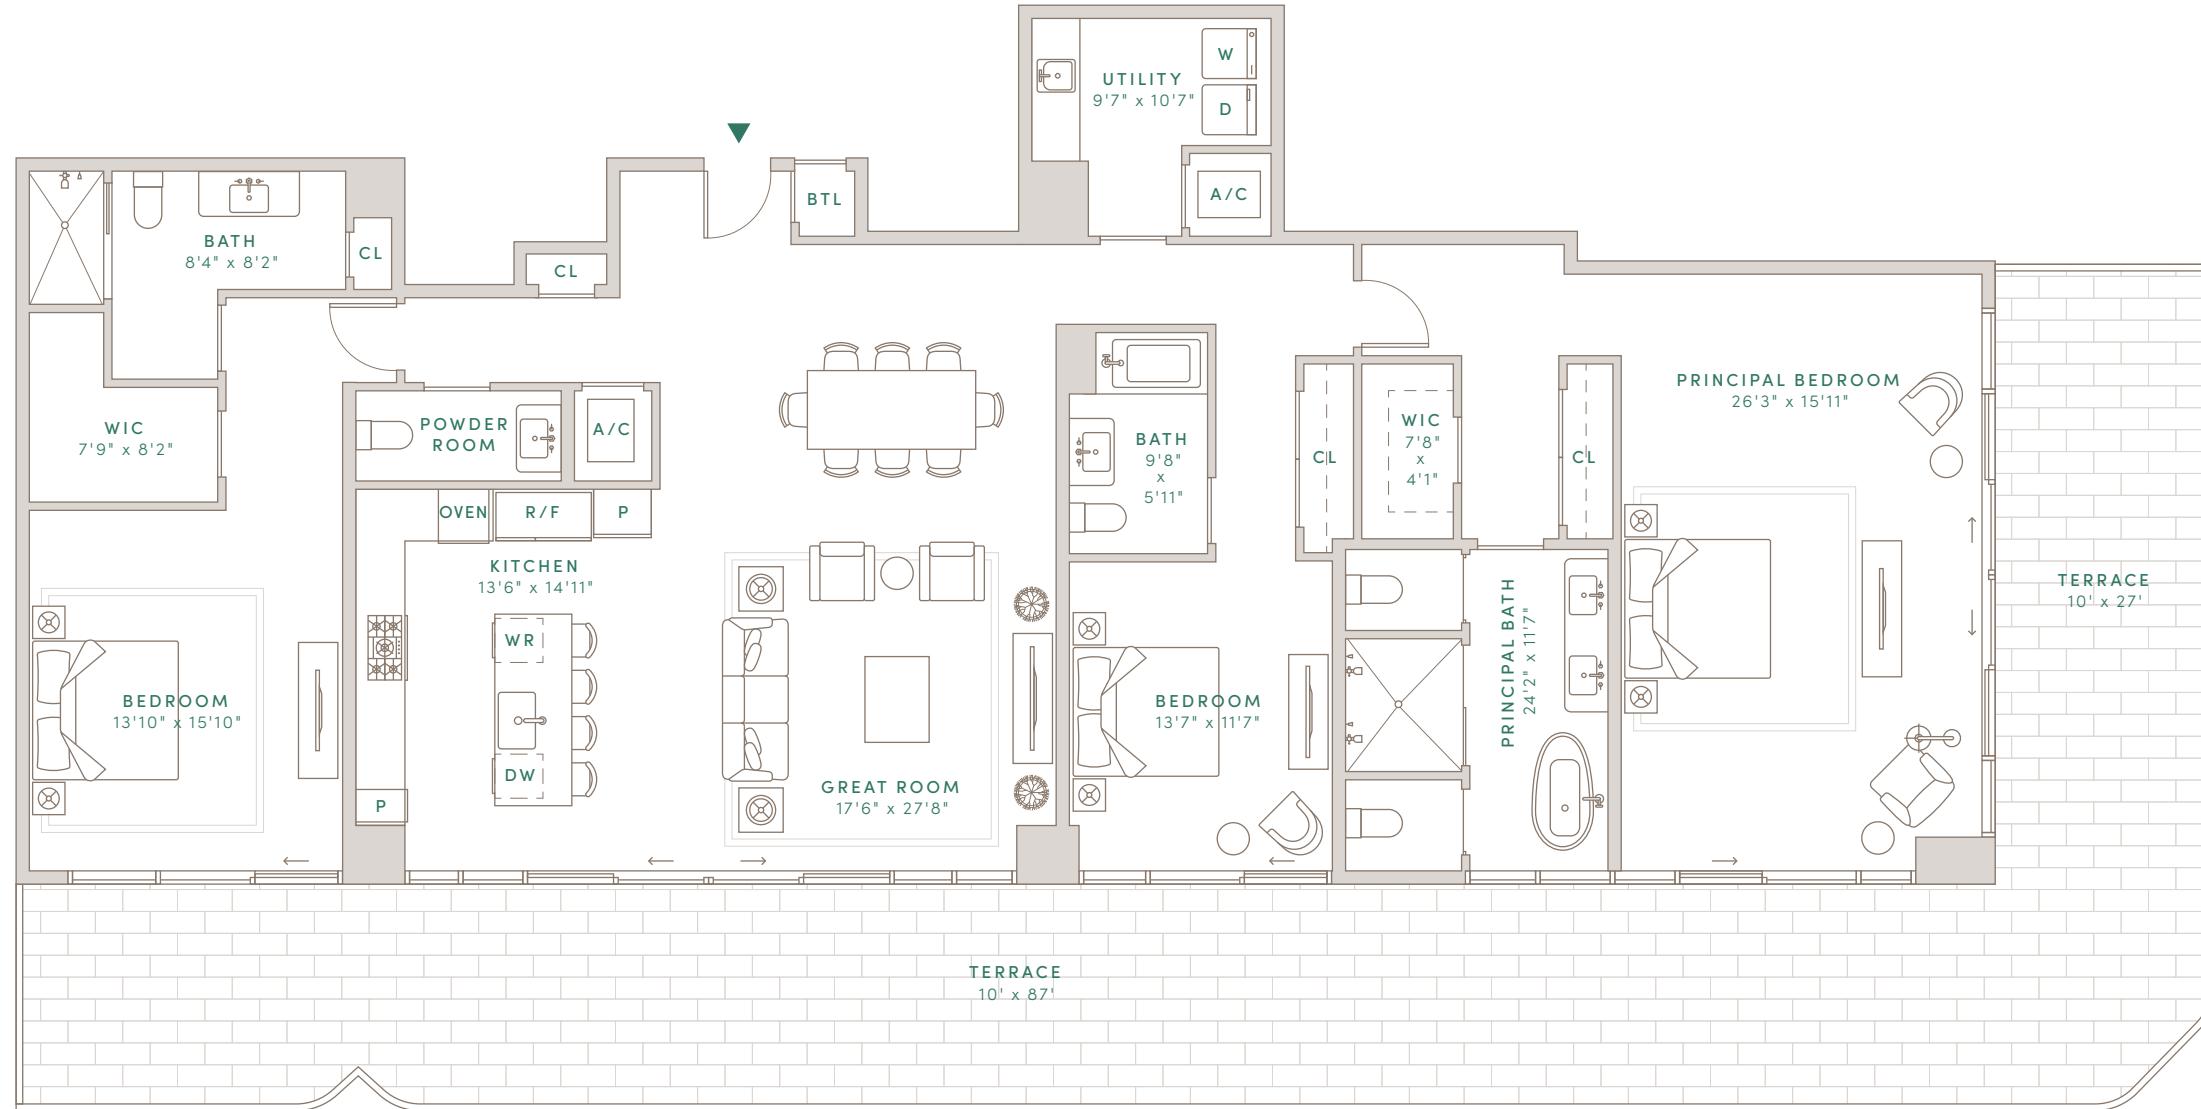 UTILITY
9'7" x 10'7"
W
D
A/C
BTL
BATH
8'4" x 8'2"
CL
CL
WIC
7'9" x 8'2"
POWDER
ROOM
A/C
OVEN
R/F
P
KITCHEN
13'6" x 14'11"
WR
DW
P
BEDROOM
13'10" x 15'10"
GREAT ROOM
17'6" x 27'8"
BATH
9'8"
x
5'11"
CL
WIC
7'8"
x
4'1"
CL
BEDROOM
13'7" x 11'7"
PRINCIPAL BATH
24'2" x 11'7"
PRINCIPAL BEDROOM
26'3" x 15'11"
TERRACE
10' x 27'
TERRACE
10' x 87'